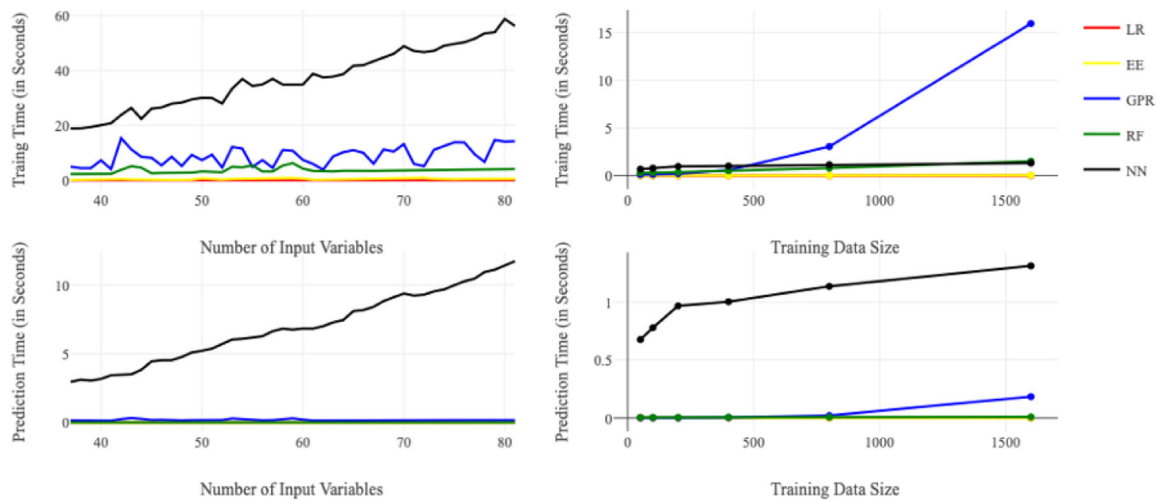 Traing Time (in Seconds)
60
40
20
0
40
50
60
70
80
Number of Input Variables
Traing Time (in Seconds)
15
10
5
0
0
500
1000
1500
Training Data Size
LR
EE
GPR
RF
NN
Prediction Time (in Seconds)
10
5
0
40
50
60
70
80
Number of Input Variables
Prediction Time (in Seconds)
1
0.5
0
0
500
1000
1500
Training Data Size